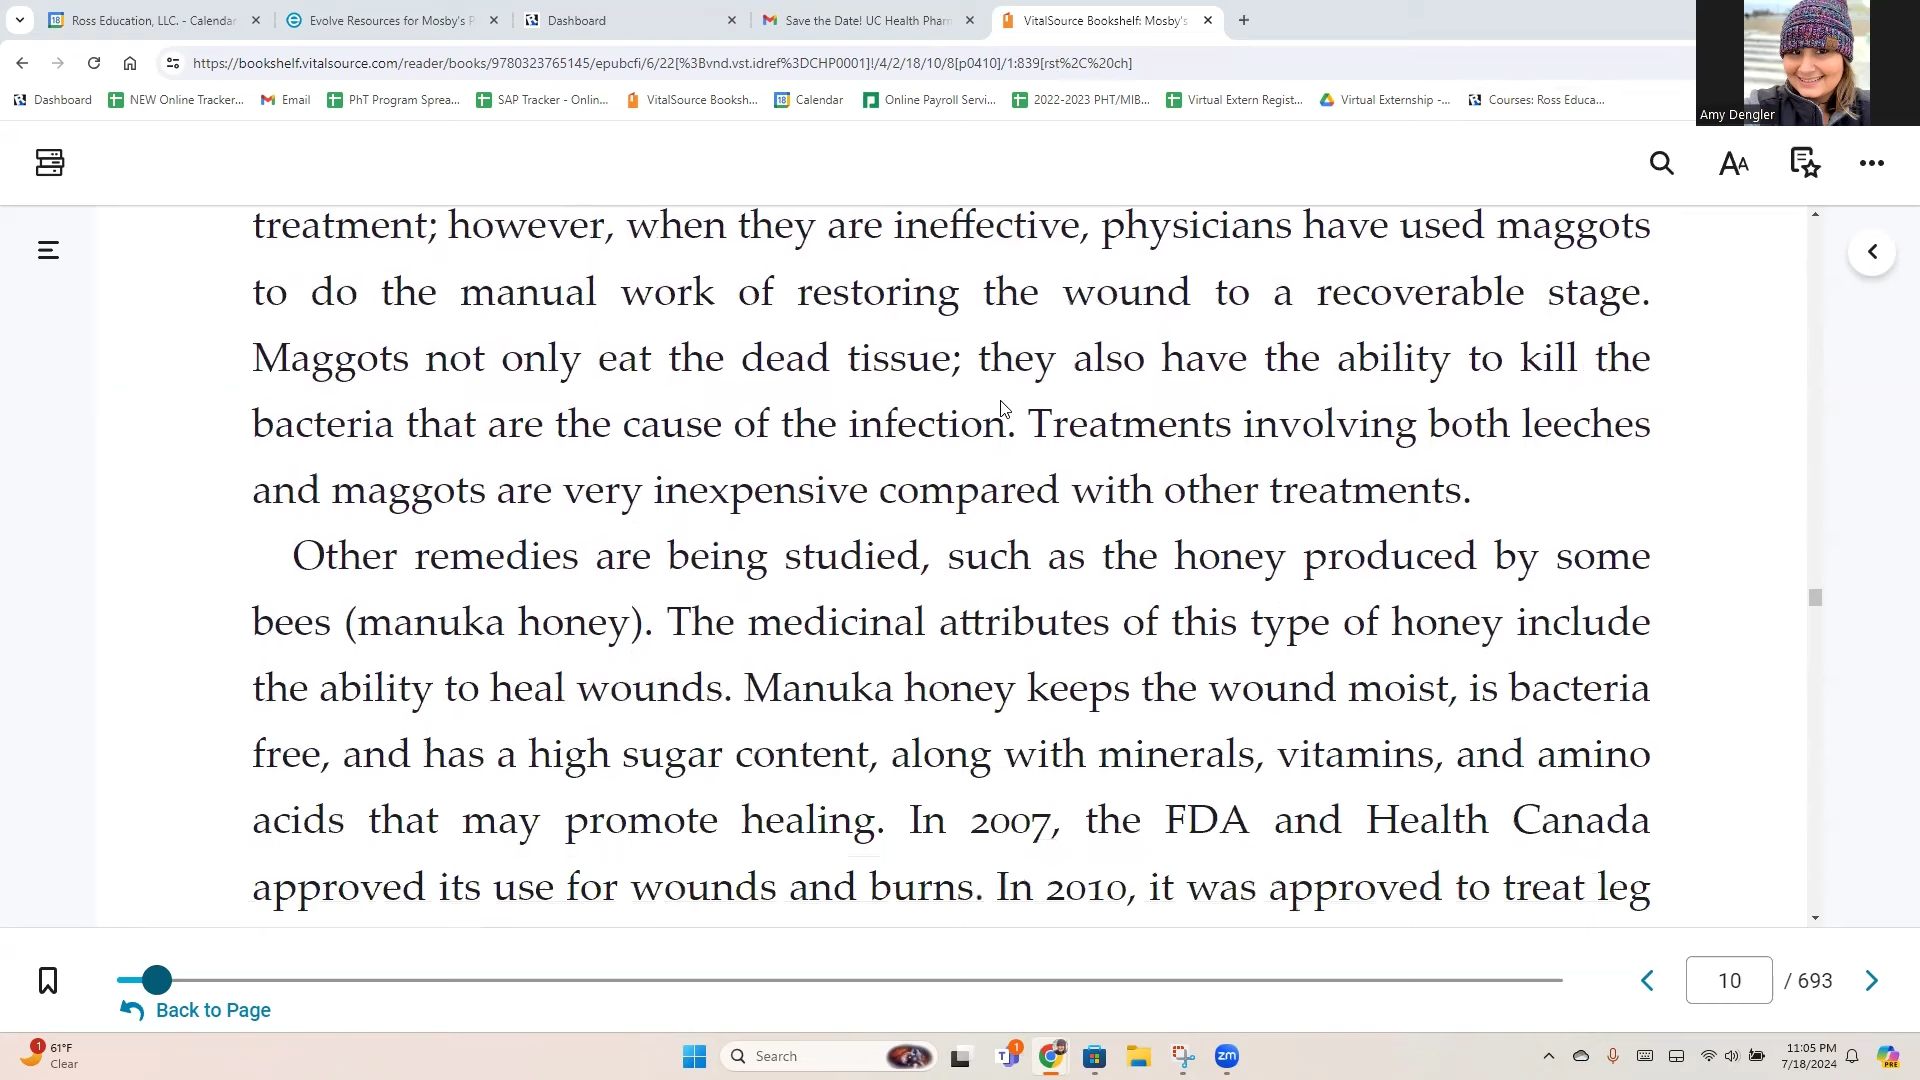 Ross Education, LLC. - Calendar
Evolve Resources for Mosby's P
Dashboard
Save the Date! UC Health Pharm
VitalSource Bookshelf: Mosby's
https://bookshelf.vitalsource.com/reader/books/9780323765145/epubcfi/6/22[%3Bvnd.vst.idref%3DCHP0001]!/4/2/18/10/8[p0410]/1:839[rst%2C%20ch]
Dashboard
NEW Online Tracker...
Email
PhT Program Sprea...
SAP Tracker - Onlin...
VitalSource Booksh...
Calendar
Online Payroll Servi...
2022-2023 PHT/MIB...
Virtual Extern Regist...
Virtual Externship -...
Courses: Ross Educa...
Amy Dengler
treatment; however, when they are ineffective, physicians have used maggots
to do the manual work of restoring the wound to a recoverable stage.
Maggots not only eat the dead tissue; they also have the ability to kill the
bacteria that are the cause of the infection. Treatments involving both leeches
and maggots are very inexpensive compared with other treatments.
Other remedies are being studied, such as the honey produced by some
bees (manuka honey). The medicinal attributes of this type of honey include
the ability to heal wounds. Manuka honey keeps the wound moist, is bacteria
free, and has a high sugar content, along with minerals, vitamins, and amino
acids that may promote healing. In 2007, the FDA and Health Canada
approved its use for wounds and burns. In 2010, it was approved to treat leg
10 / 693
Back to Page
1
61°F
Clear
Search
1
zm
11:05 PM
7/18/2024
PRE